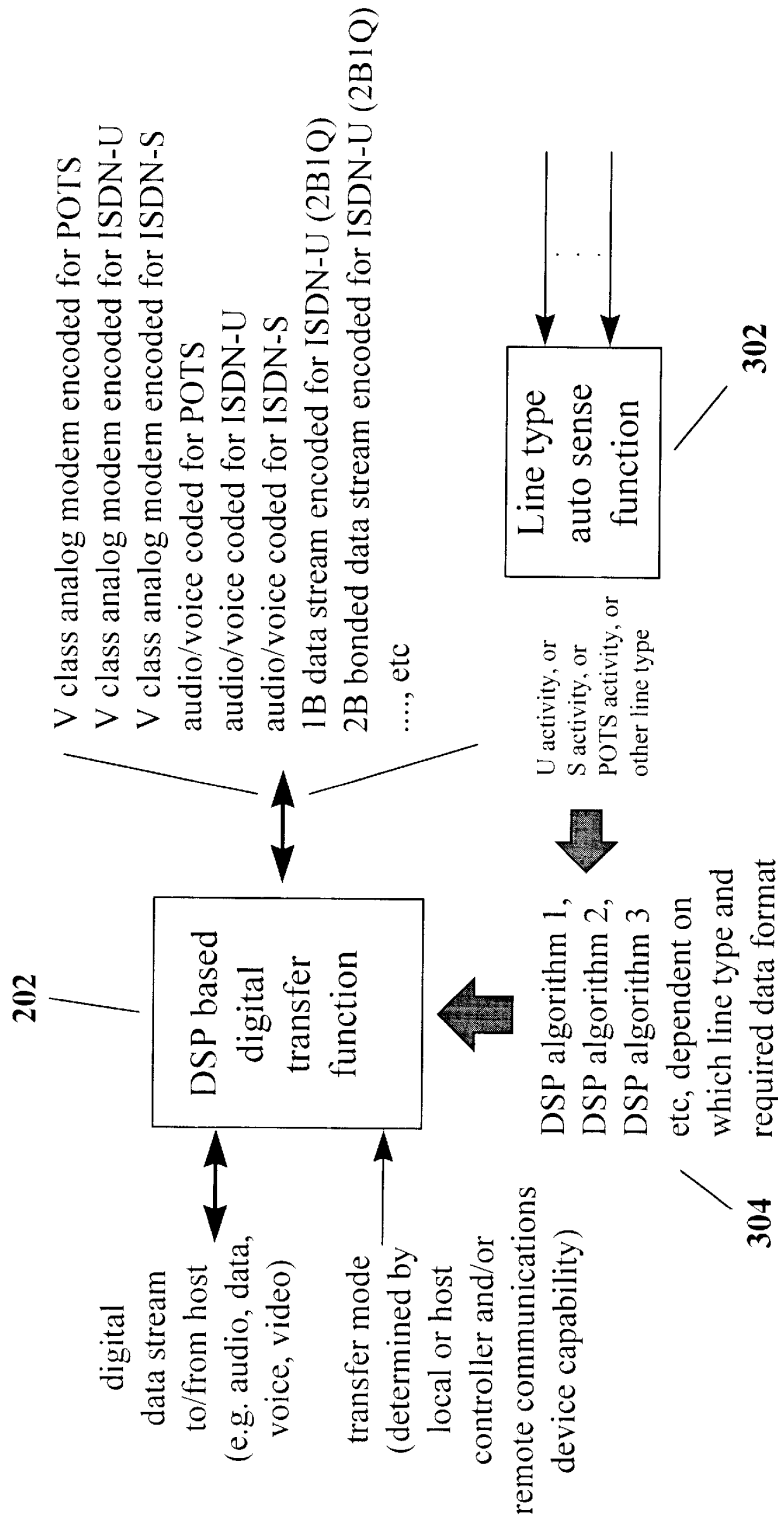 202
digital
data stream
to/from host
(e.g. audio, data,
voice, video)
transfer mode
(determined by
local or host
controller and/or
remote communications
device capability)
DSP based
digital
transfer
function
V class analog modem encoded for POTS
V class analog modem encoded for ISDN-U
V class analog modem encoded for ISDN-S
audio/voice coded for POTS
audio/voice coded for ISDN-U
audio/voice coded for ISDN-S
1B data stream encoded for ISDN-U (2B1Q)
2B bonded data stream encoded for ISDN-U (2B1Q)
...., etc
DSP algorithm 1,
DSP algorithm 2,
DSP algorithm 3
etc, dependent on
which line type and
required data format
304
U activity, or
S activity, or
POTS activity, or
other line type
Line type
auto sense
function
. . .
302